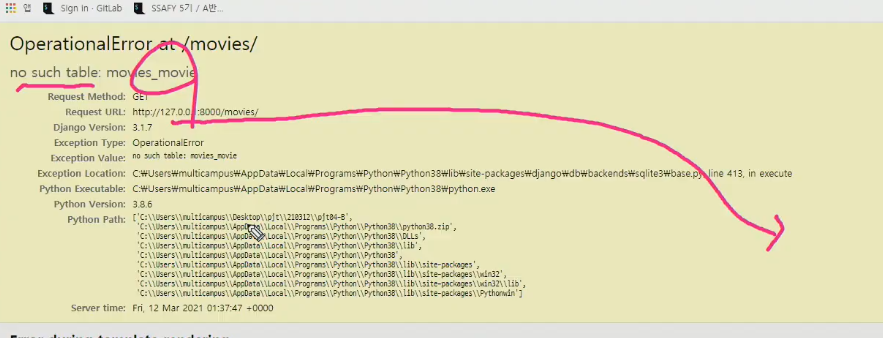 앱 Sign in · GitLab SSAFY 5기 / A반...
OperationalError at /movies/
no such table: movies_movie
Request Method: GET
Request URL: http://127.0.0.1:8000/movies/
Django Version: 3.1.7
Exception Type: OperationalError
Exception Value: no such table: movies_movie
Exception Location: C:₩Users₩multicampus₩AppData₩Local₩Programs₩Python₩Python38₩lib₩site-packages₩django₩db₩backends₩sqlite3₩base.py, line 413, in execute
Python Executable: C:₩Users₩multicampus₩AppData₩Local₩Programs₩Python₩Python38₩python.exe
Python Version: 3.8.6
Python Path: ['C:\\Users\\multicampus\\Desktop\\pjt\\210312\\pjt04-B',
'C:\\Users\\multicampus\\AppData\\Local\\Programs\\Python\\Python38\\python38.zip',
'C:\\Users\\multicampus\\AppData\\Local\\Programs\\Python\\Python38\\DLLs',
'C:\\Users\\multicampus\\AppData\\Local\\Programs\\Python\\Python38\\lib',
'C:\\Users\\multicampus\\AppData\\Local\\Programs\\Python\\Python38',
'C:\\Users\\multicampus\\AppData\\Local\\Programs\\Python\\Python38\\lib\\site-packages',
'C:\\Users\\multicampus\\AppData\\Local\\Programs\\Python\\Python38\\lib\\site-packages\\win32',
'C:\\Users\\multicampus\\AppData\\Local\\Programs\\Python\\Python38\\lib\\site-packages\\win32\\lib',
'C:\\Users\\multicampus\\AppData\\Local\\Programs\\Python\\Python38\\lib\\site-packages\\Pythonwin']
Server time: Fri, 12 Mar 2021 01:37:47 +0000
Error during template rendering